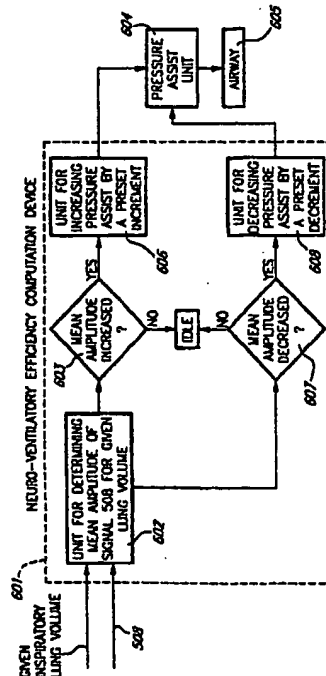 NEURO-VENTILATORY EFFICIENCY COMPUTATION DEVICE
601
GIVEN
INSPIRATORY
LUNG VOLUME
508
UNIT FOR DETERMINING
MEAN AMPLITUDE OF
SIGNAL 508 FOR GIVEN
LUNG VOLUME
602
603
MEAN
AMPLITUDE
INCREASED
?
YES
NO
UNIT FOR
INCREASING
PRESSURE
ASSIST BY
A PRESET
INCREMENT
606
IDLE
607
MEAN
AMPLITUDE
DECREASED
?
YES
NO
UNIT FOR
DECREASING
PRESSURE
ASSIST BY
A PRESET
DECREMENT
608
604
PRESSURE
ASSIST
UNIT
AIRWAY
605